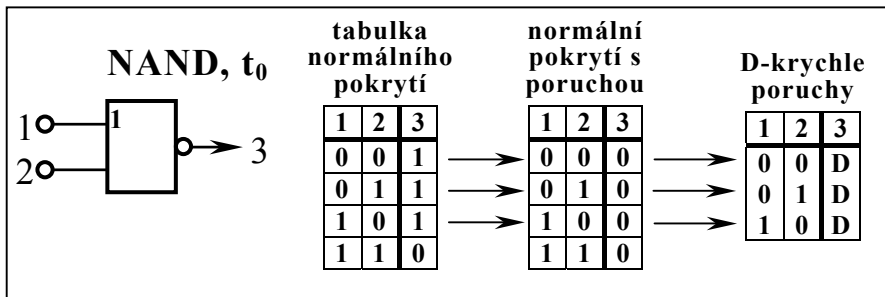 NAND, t0
1
1
2
3
tabulka
normálního
pokrytí
1 2 3
0 0 1
0 1 1
1 0 1
1 1 0
normální
pokrytí s
poruchou
1 2 3
0 0 0
0 1 0
1 0 0
1 1 0
D-krychle
poruchy
1 2 3
0 0 D
0 1 D
1 0 D